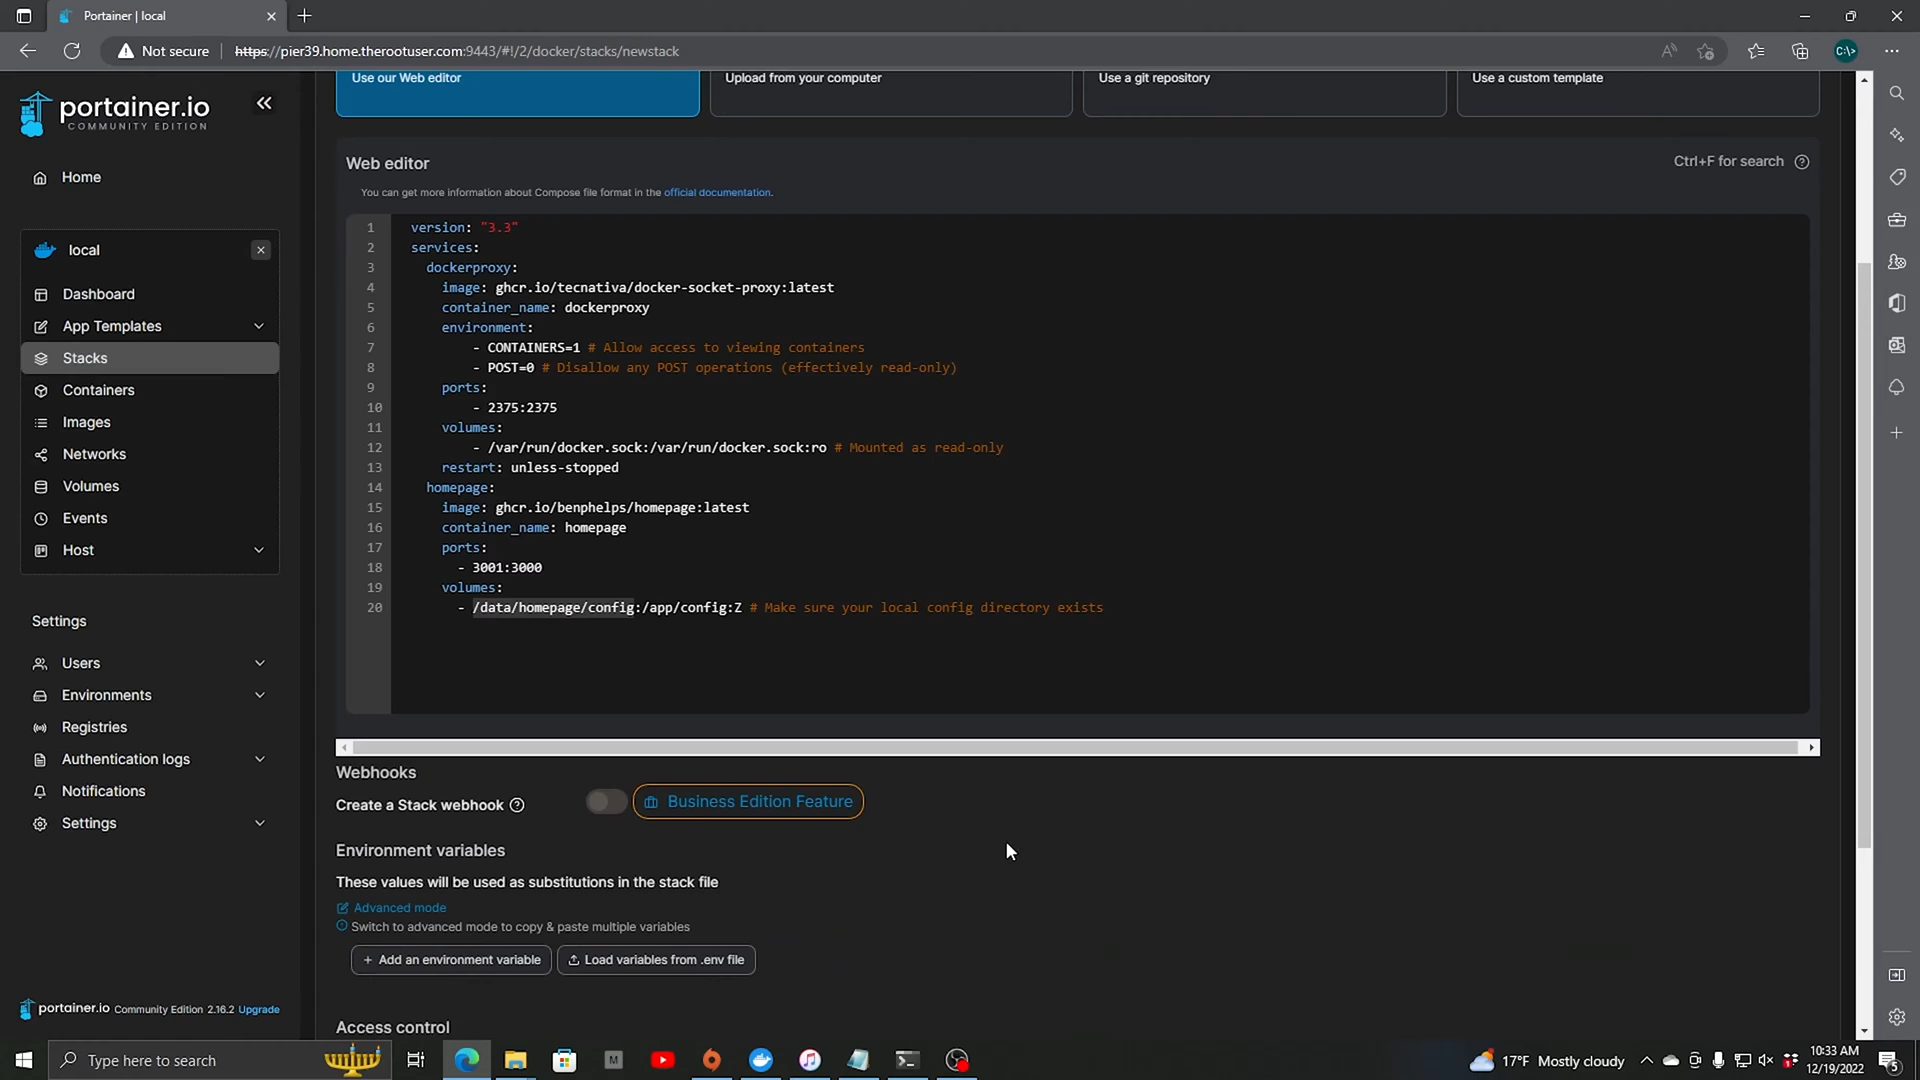 Portainer | local
Not secure
https://pier39.home.therootuser.com:9443/#!/2/docker/stacks/newstack
portainer.io
COMMUNITY EDITION
Home
local
Dashboard
App Templates
Stacks
Containers
Images
Networks
Volumes
Events
Host
Settings
Users
Environments
Registries
Authentication logs
Notifications
Settings
portainer.io Community Edition 2.16.2 Upgrade
Use our Web editor
Upload from your computer
Use a git repository
Use a custom template
Web editor
Ctrl+F for search
You can get more information about Compose file format in the official documentation.
1 version: "3.3"
2 services:
3 dockerproxy:
4 image: ghcr.io/tecnativa/docker-socket-proxy:latest
5 container_name: dockerproxy
6 environment:
7 - CONTAINERS=1 # Allow access to viewing containers
8 - POST=0 # Disallow any POST operations (effectively read-only)
9 ports:
10 - 2375:2375
11 volumes:
12 - /var/run/docker.sock:/var/run/docker.sock:ro # Mounted as read-only
13 restart: unless-stopped
14 homepage:
15 image: ghcr.io/benphelps/homepage:latest
16 container_name: homepage
17 ports:
18 - 3001:3000
19 volumes:
20 - /data/homepage/config:/app/config:Z # Make sure your local config directory exists
Webhooks
Create a Stack webhook
Business Edition Feature
Environment variables
These values will be used as substitutions in the stack file
Advanced mode
Switch to advanced mode to copy & paste multiple variables
+ Add an environment variable
Load variables from .env file
Access control
Type here to search
M
17°F Mostly cloudy
10:33 AM
12/19/2022
5
C:\>